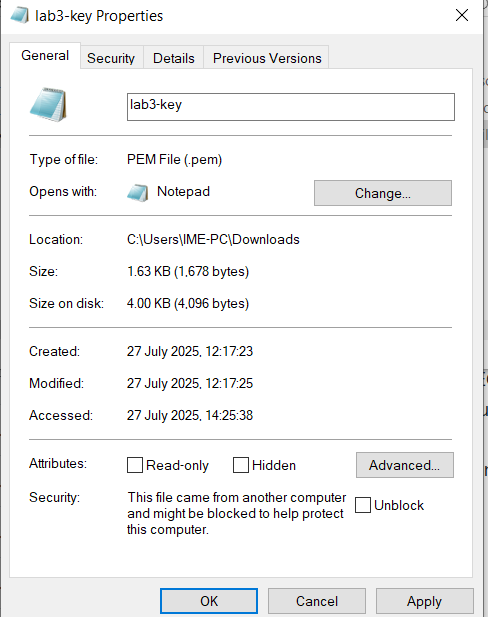 lab3-key Properties
General Security Details Previous Versions
lab3-key
Type of file: PEM File (.pem)
Opens with: Notepad Change...
Location: C:\Users\IME-PC\Downloads
Size: 1.63 KB (1,678 bytes)
Size on disk: 4.00 KB (4,096 bytes)
Created: 27 July 2025, 12:17:23
Modified: 27 July 2025, 12:17:25
Accessed: 27 July 2025, 14:25:38
Attributes: Read-only Hidden Advanced...
Security: This file came from another computer
and might be blocked to help protect
this computer.
Unblock
OK Cancel Apply